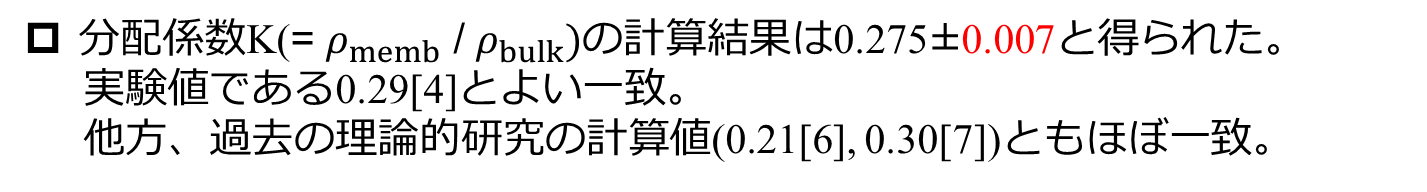 分配係数K(= ρmemb / ρbulk)の計算結果は0.275±0.007と得られた。
実験値である0.29[4]とよい一致。
他方、過去の理論的研究の計算値(0.21[6], 0.30[7])ともほぼ一致。